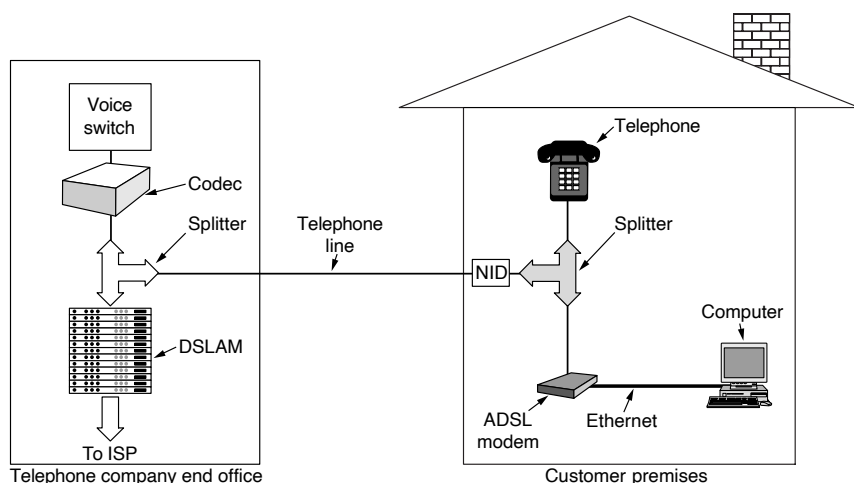 Voice
switch
Codec
Splitter
Telephone
line
DSLAM
To ISP
Telephone company end office
Telephone
Splitter
NID
Computer
ADSL
modem
Ethernet
Customer premises